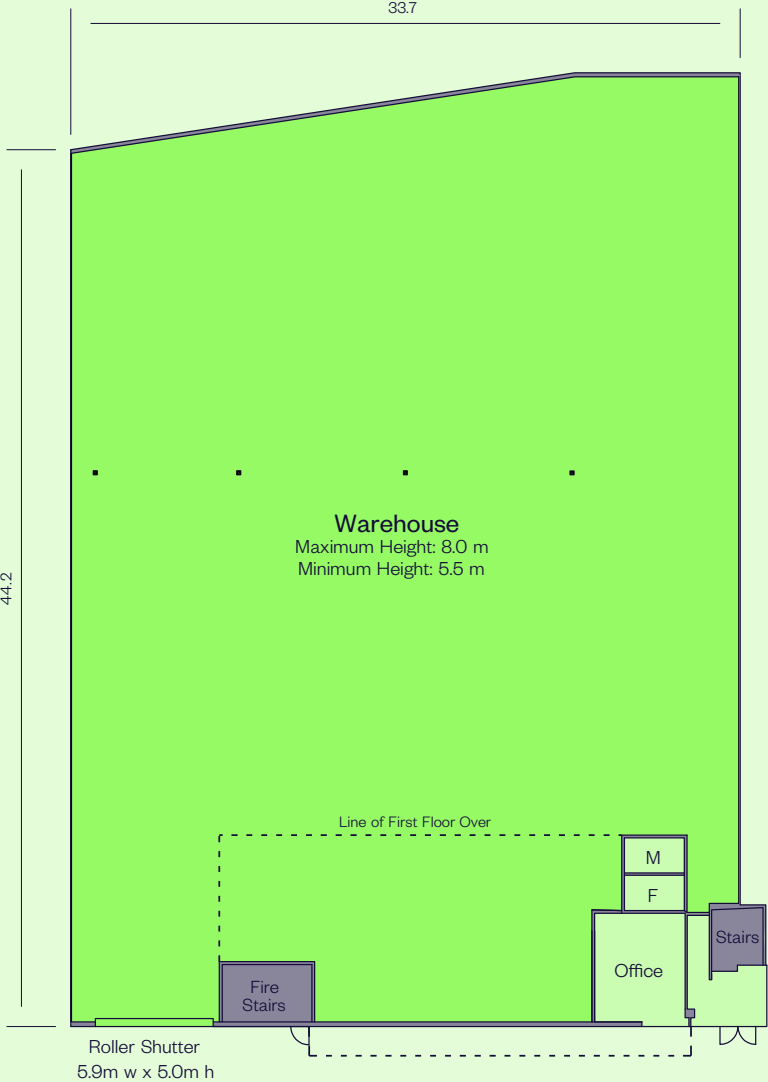 33.7
44.2
Warehouse
Maximum Height: 8.0 m
Minimum Height: 5.5 m
Line of First Floor Over
M
F
Stairs
Office
Fire
Stairs
Roller Shutter
5.9m w x 5.0m h